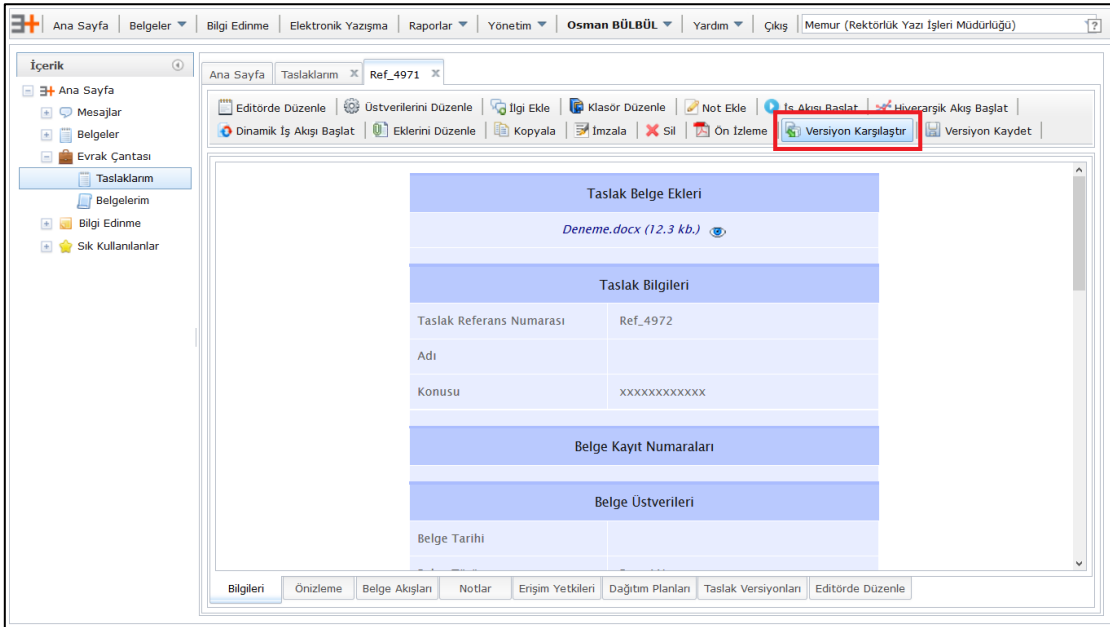 Ana Sayfa Belgeler Bilgi Edinme Elektronik Yazışma Raporlar Yönetim Osman BÜLBÜL Yardım Çıkış Memur (Rektörlük Yazı İşleri Müdürlüğü)
İçerik
Ana Sayfa
Mesajlar
Belgeler
Evrak Çantası
Taslaklarım
Belgelerim
Bilgi Edinme
Sık Kullanılanlar
Ana Sayfa Taslaklarım Ref_4971
Editörde Düzenle Üstverilerini Düzenle İlgi Ekle Klasör Düzenle Not Ekle İş Akışı Başlat Hiyerarşik Akış Başlat
Dinamik İş Akışı Başlat Eklerini Düzenle Kopyala İmzala Sil Ön İzleme Versiyon Karşılaştır Versiyon Kaydet
Taslak Belge Ekleri
Deneme.docx (12.3 kb.)
Taslak Bilgileri
Taslak Referans Numarası Ref_4972
Adı
Konusu xxxxxxxxxxxx
Belge Kayıt Numaraları
Belge Üstverileri
Belge Tarihi
Bilgileri Önizleme Belge Akışları Notlar Erişim Yetkileri Dağıtım Planları Taslak Versiyonları Editörde Düzenle